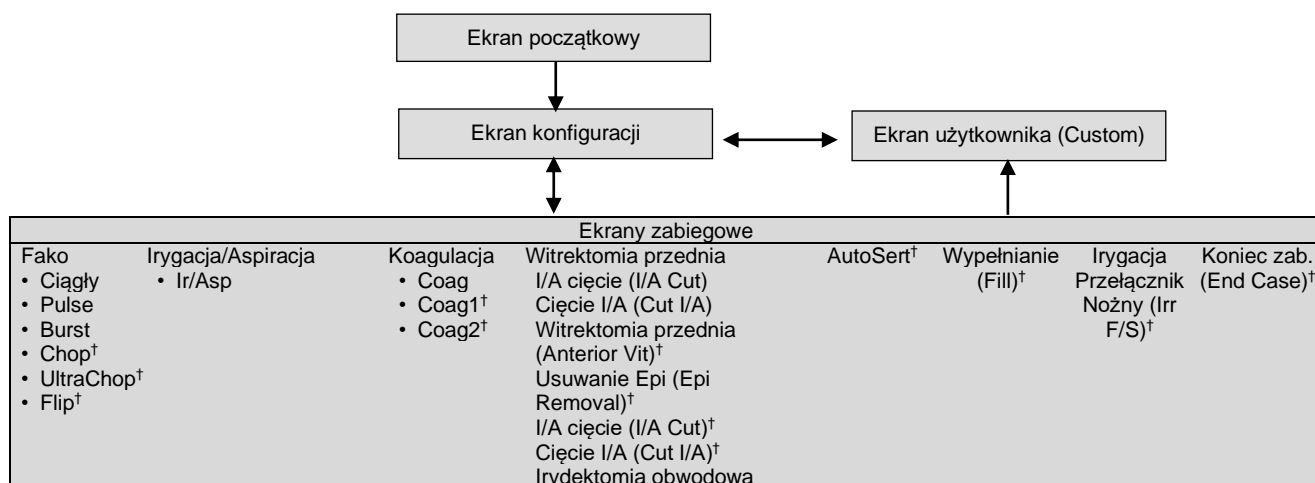 Ekran początkowy
Ekran konfiguracji
Ekran użytkownika (Custom)
Ekrany zabiegowe
Fako
• Ciągły
• Pulse
• Burst
• Chop†
• UltraChop†
• Flip†
Irygacja/Aspiracja
• Ir/Asp
Koagulacja
• Coag
• Coag1†
• Coag2†
Witrektomia przednia
I/A cięcie (I/A Cut)
Cięcie I/A (Cut I/A)
Witrektomia przednia
(Anterior Vit)†
Usuwanie Epi (Epi
Removal)†
I/A cięcie (I/A Cut)†
Cięcie I/A (Cut I/A)†
Irydektomia obwodowa
AutoSert†
Wypełnianie
(Fill)†
Irygacja
Przełącznik
Nożny (Irr
F/S)†
Koniec zab.
(End Case)†